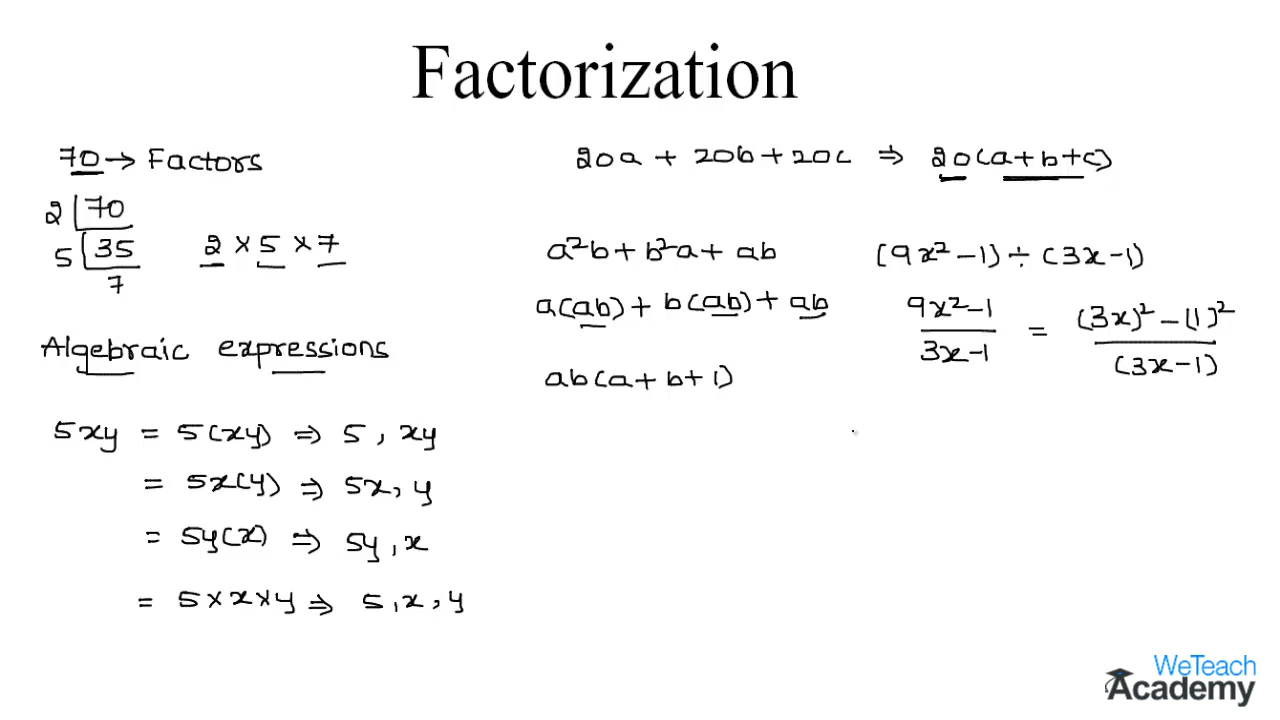 Factorization
70 → Factors
2 | 70
5 | 35
7
2 × 5 × 7
Algebraic expressions
5xy = 5(xy) ⇒ 5, xy
= 5x(y) ⇒ 5x, y
= 5y(x) ⇒ 5y, x
= 5 × x × y ⇒ 5, x, y
20a + 20b + 20c ⇒ 20(a+b+c)
a²b + b²a + ab
a(ab) + b(ab) + ab
ab(a + b + 1)
(9x² - 1) ÷ (3x - 1)
9x² - 1 / 3x - 1 = (3x)² - (1)² / (3x - 1)
WeTeach
Academy